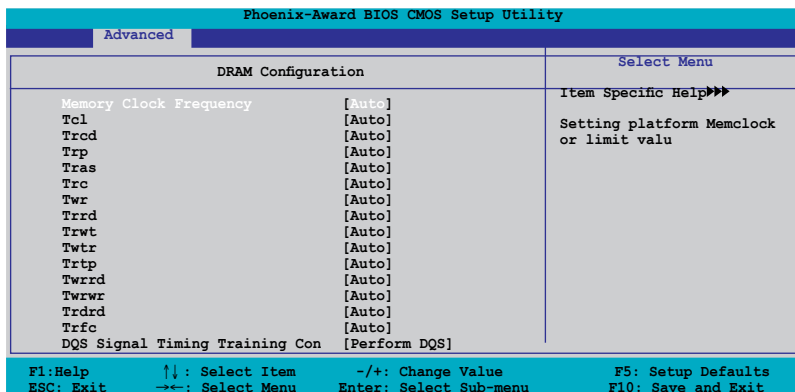 Phoenix-Award BIOS CMOS Setup Utility
Advanced
DRAM Configuration
Select Menu
Item Specific Help▶▶▶
Setting platform Memclock
or limit valu
Memory Clock Frequency [Auto]
Tcl [Auto]
Trcd [Auto]
Trp [Auto]
Tras [Auto]
Trc [Auto]
Twr [Auto]
Trrd [Auto]
Trwt [Auto]
Twtr [Auto]
Trtp [Auto]
Twrrd [Auto]
Twrwr [Auto]
Trdrd [Auto]
Trfc [Auto]
DQS Signal Timing Training Con [Perform DQS]
F1:Help ↑↓: Select Item -/+: Change Value F5: Setup Defaults
ESC: Exit →←: Select Menu Enter: Select Sub-menu F10: Save and Exit